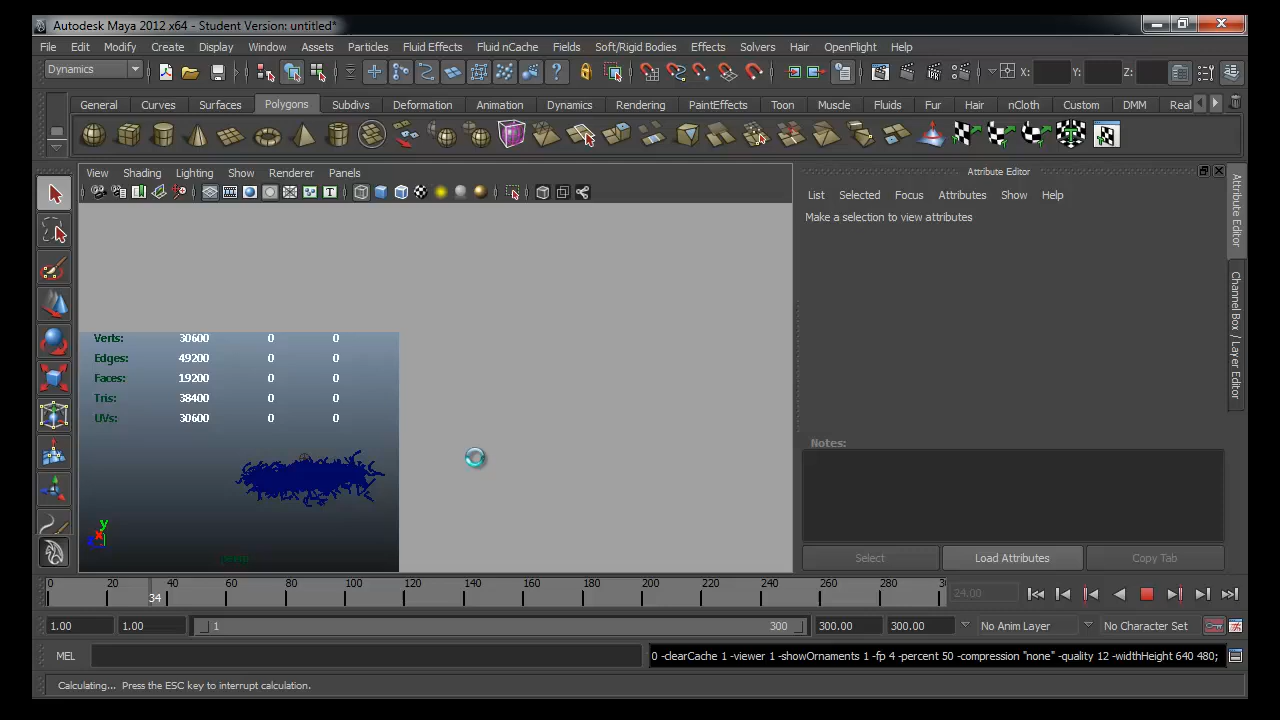 Autodesk Maya 2012 x64 - Student Version: untitled*
File Edit Modify Create Display Window Assets Particles Fluid Effects Fluid nCache Fields Soft/Rigid Bodies Effects Solvers Hair OpenFlight Help
Dynamics X: Y: Z:
General Curves Surfaces Polygons Subdivs Deformation Animation Dynamics Rendering PaintEffects Toon Muscle Fluids Fur Hair nCloth Custom DMM Real
View Shading Lighting Show Renderer Panels
Attribute Editor
List Selected Focus Attributes Show Help
Make a selection to view attributes
Attribute Editor
Channel Box / Layer Editor
Verts: 30600 0 0
Edges: 49200 0 0
Faces: 19200 0 0
Tris: 38400 0 0
UVs: 30600 0 0
y
Notes:
Select Load Attributes Copy Tab
0 20 40 60 80 100 120 140 160 180 200 220 240 260 280 3
34
24.00
1.00 1.00 1 300 300.00 300.00 No Anim Layer No Character Set
MEL 0 -clearCache 1 -viewer 1 -showOrnaments 1 -fp 4 -percent 50 -compression "none" -quality 12 -widthHeight 640 480;
Calculating... Press the ESC key to interrupt calculation.